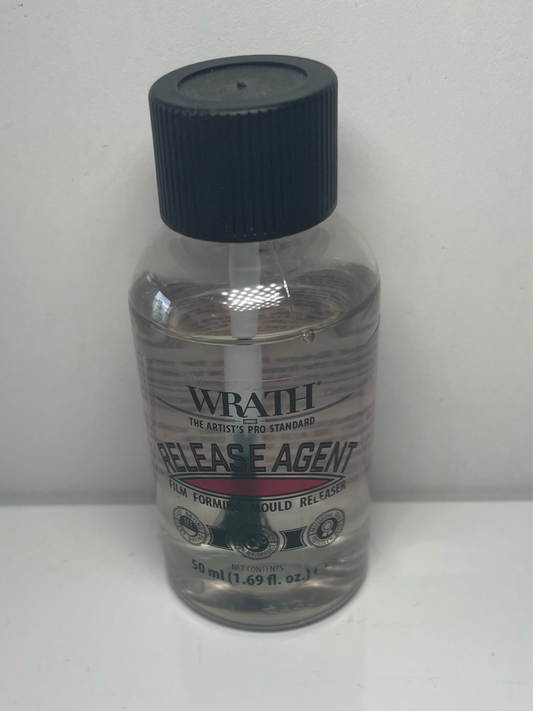 WRATH®
THE ARTIST'S PRO STANDARD
RELEASE AGENT
FILM FORMING MOULD RELEASER
NET CONTENTS
50 ml (1.69 fl. oz.)